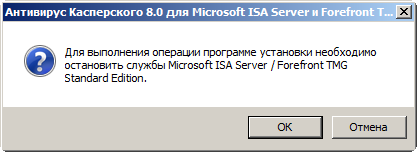 Антивирус Касперского 8.0 для Microsoft ISA Server и Forefront T...
Для выполнения операции программе установки необходимо
остановить службы Microsoft ISA Server / Forefront TMG
Standard Edition.
OK
Отмена